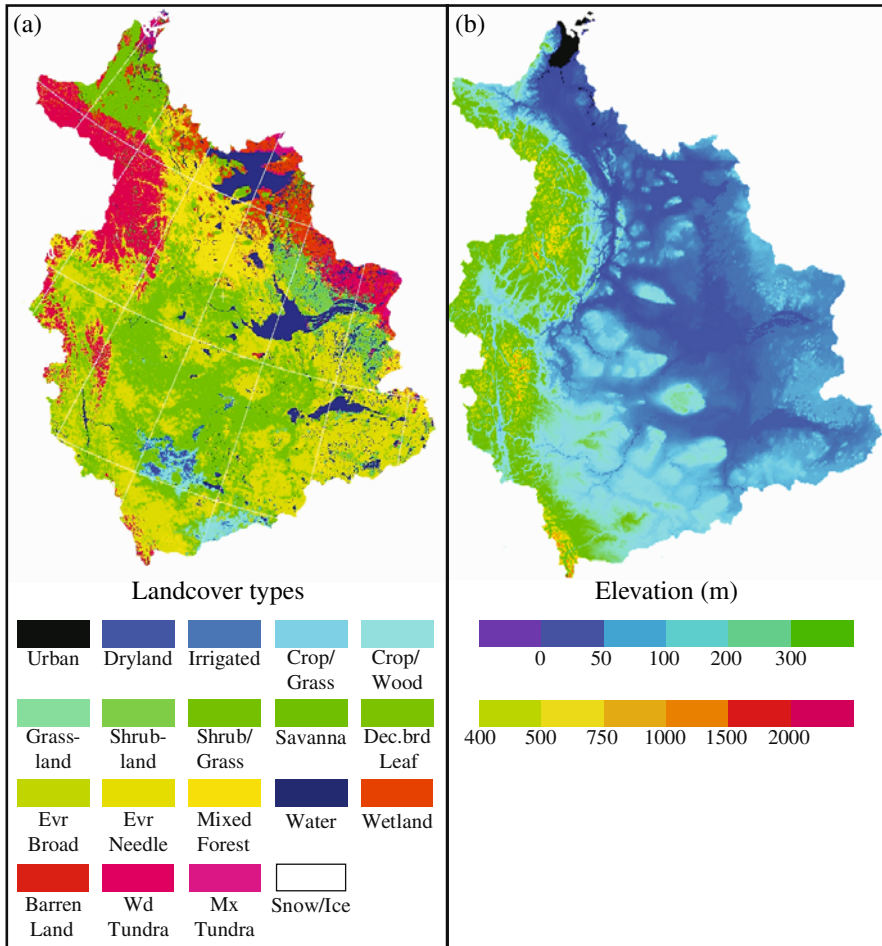 (a)
(b)
Landcover types
Urban Dryland Irrigated Crop/
Grass Crop/
Wood
Grass-
land Shrub-
land Shrub/
Grass Savanna Dec.brd
Leaf
Evr
Broad Evr
Needle Mixed
Forest Water Wetland
Barren
Land Wd
Tundra Mx
Tundra Snow/Ice
Elevation (m)
0 50 100 200 300
400 500 750 1000 1500 2000